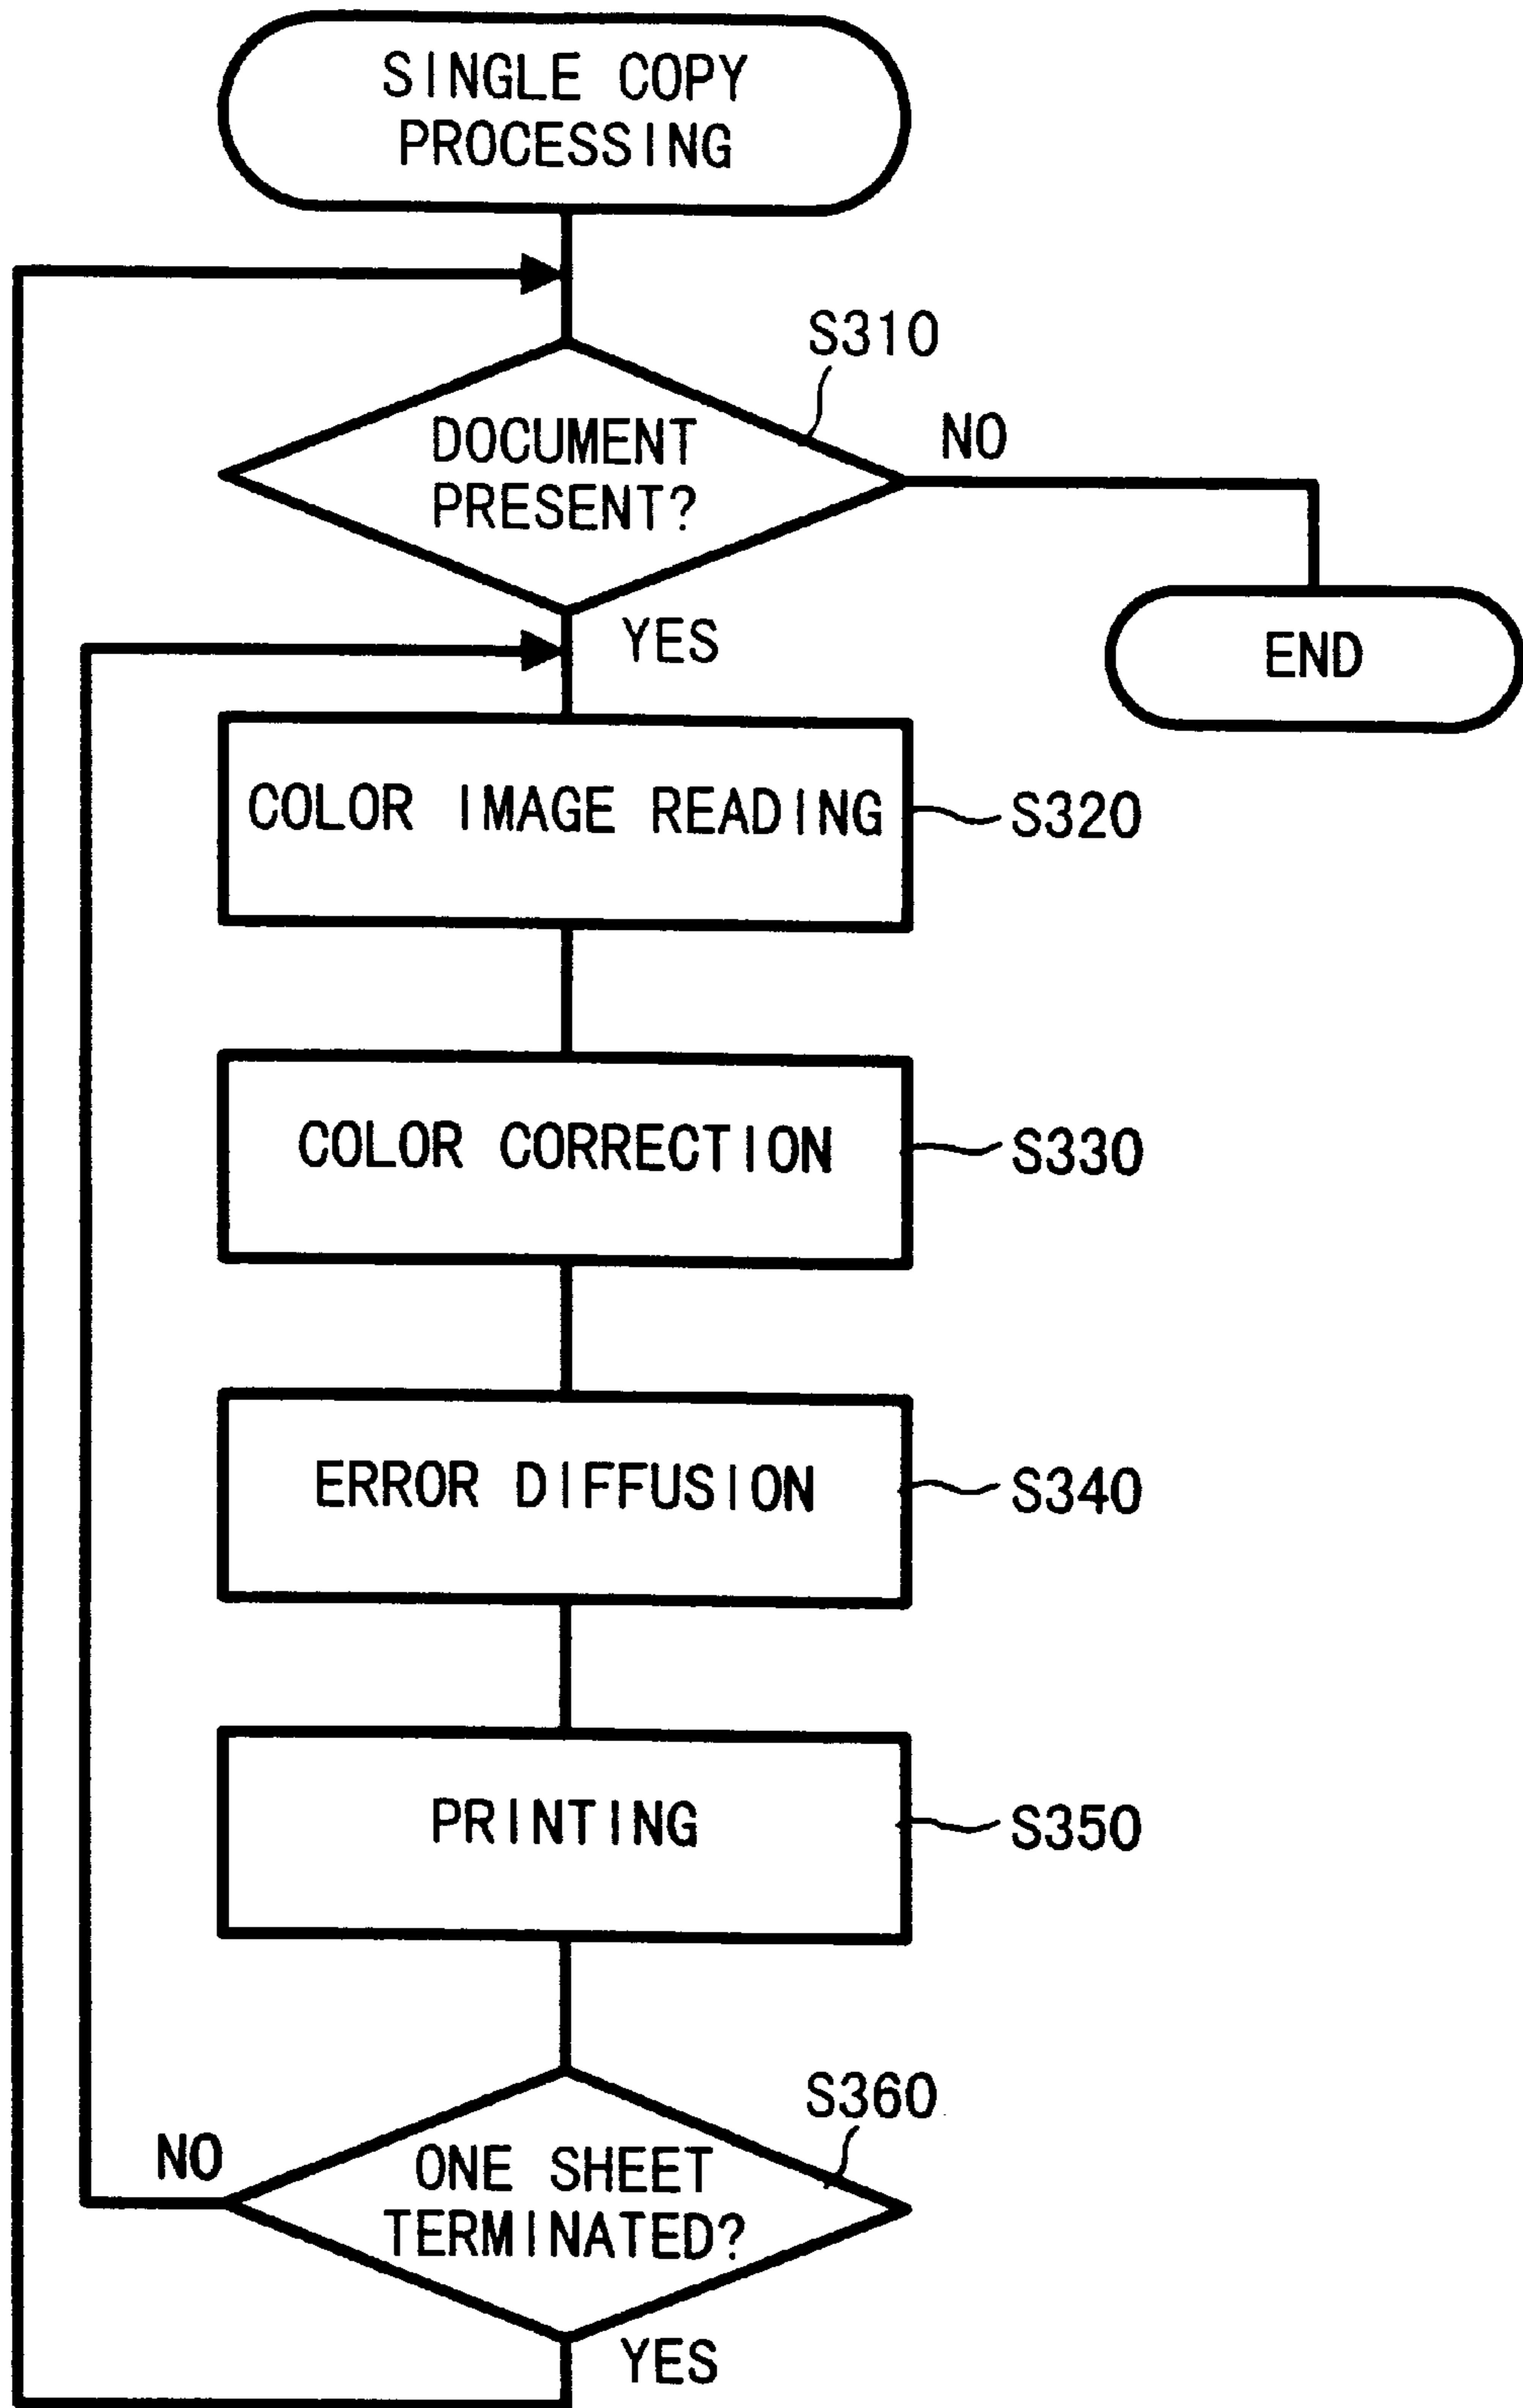 SINGLE COPY
PROCESSING
S310
DOCUMENT
PRESENT?
NO
YES
END
COLOR IMAGE READING
S320
COLOR CORRECTION
S330
ERROR DIFFUSION
S340
PRINTING
S350
S360
NO
ONE SHEET
TERMINATED?
YES